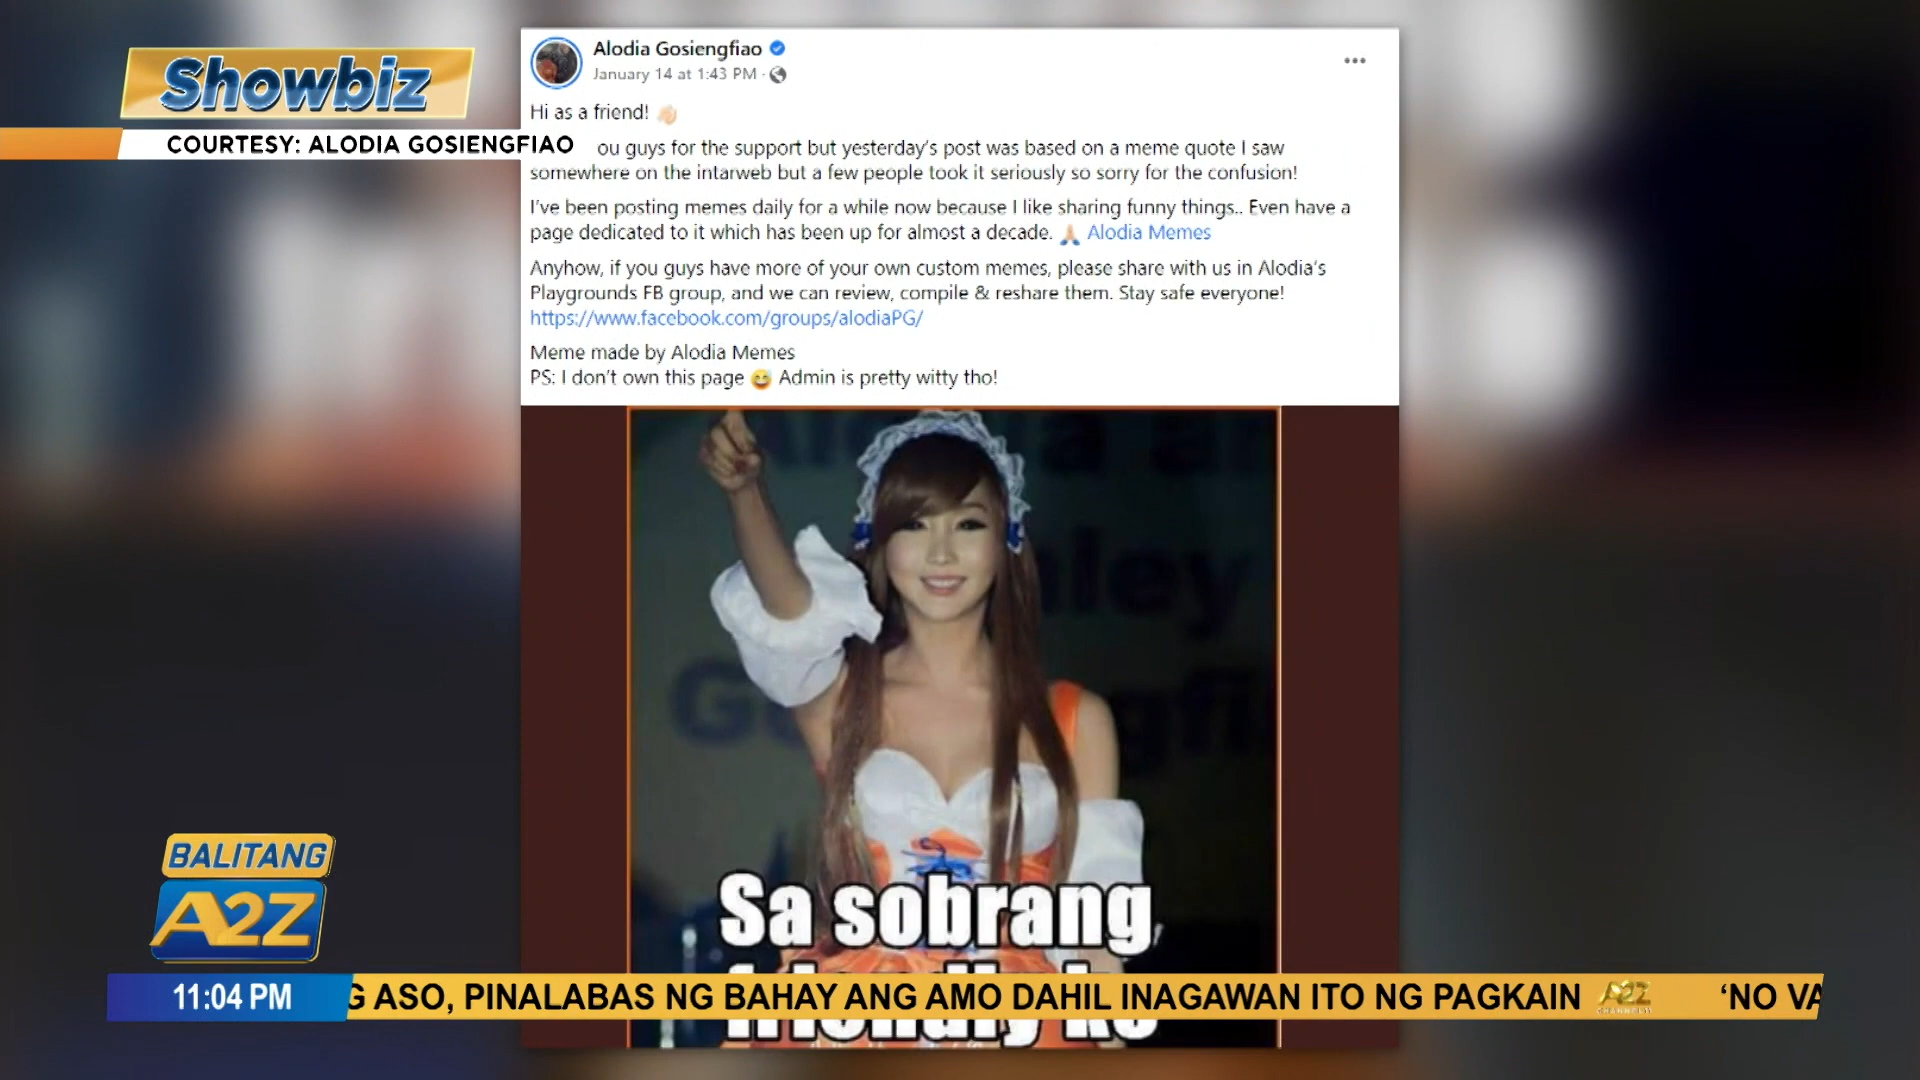 Showbiz
COURTESY: ALODIA GOSIENGFIAO
Alodia Gosiengfiao
January 14 at 1:43 PM ·
Hi as a friend! 👋🏻
ou guys for the support but yesterday's post was based on a meme quote I saw
somewhere on the intarweb but a few people took it seriously so sorry for the confusion!
I've been posting memes daily for a while now because I like sharing funny things.. Even have a
page dedicated to it which has been up for almost a decade. 🙏🏻 Alodia Memes
Anyhow, if you guys have more of your own custom memes, please share with us in Alodia's
Playgrounds FB group, and we can review, compile & reshare them. Stay safe everyone!
https://www.facebook.com/groups/alodiaPG/
Meme made by Alodia Memes
PS: I don't own this page 😅 Admin is pretty witty tho!
Sa sobrang
friendly ko
BALITANG
A2Z
11:04 PM
G ASO, PINALABAS NG BAHAY ANG AMO DAHIL INAGAWAN ITO NG PAGKAIN A2Z CHANNEL 11 'NO VA